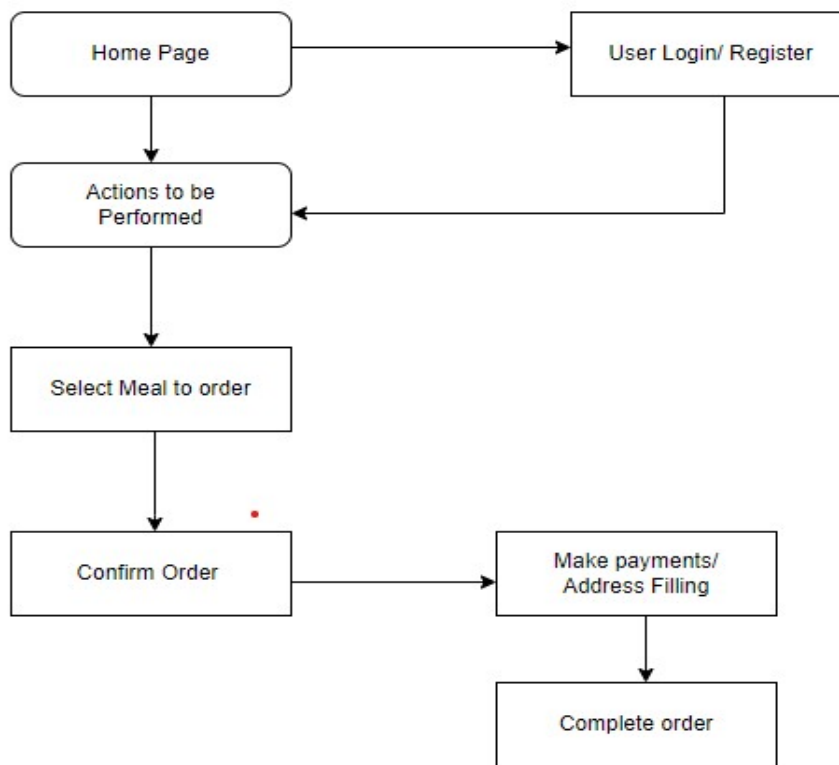 Home Page
User Login/ Register
Actions to be
Performed
Select Meal to order
Confirm Order
Make payments/
Address Filling
Complete order